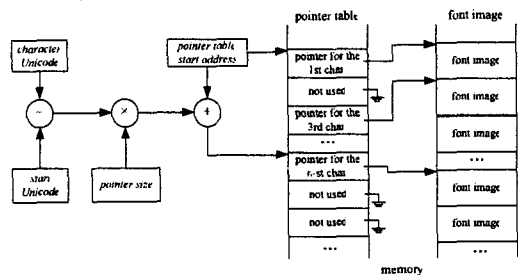 pointer table
font image
character
Unicode
pointer table
start address
pointer for the
1st char
not used
pointer for the
3rd char
...
pointer for the
n-st char
not used
not used
...
font image
font image
font image
...
font image
font image
...
−
×
+
start
Unicode
pointer size
memory